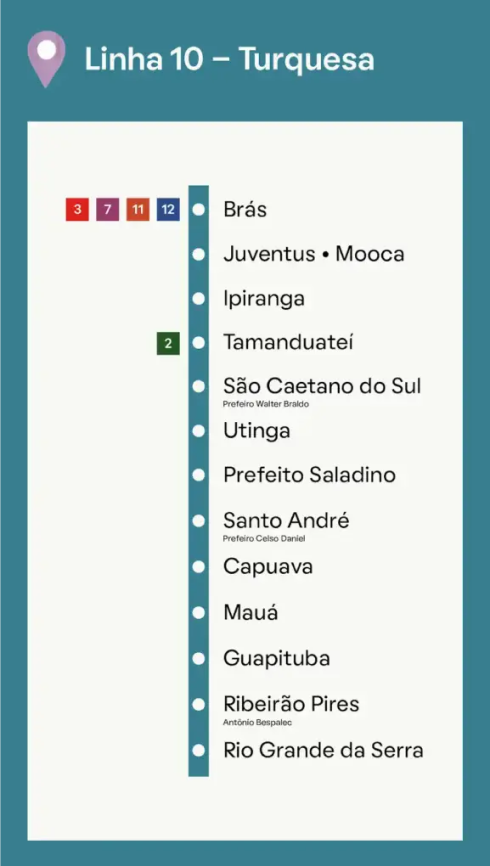 Linha 10 – Turquesa
3 7 11 12 Brás
Juventus • Mooca
Ipiranga
2 Tamanduateí
São Caetano do Sul
Prefeiro Walter Braldo
Utinga
Prefeito Saladino
Santo André
Prefeiro Celso Daniel
Capuava
Mauá
Guapituba
Ribeirão Pires
Antônio Bespalec
Rio Grande da Serra